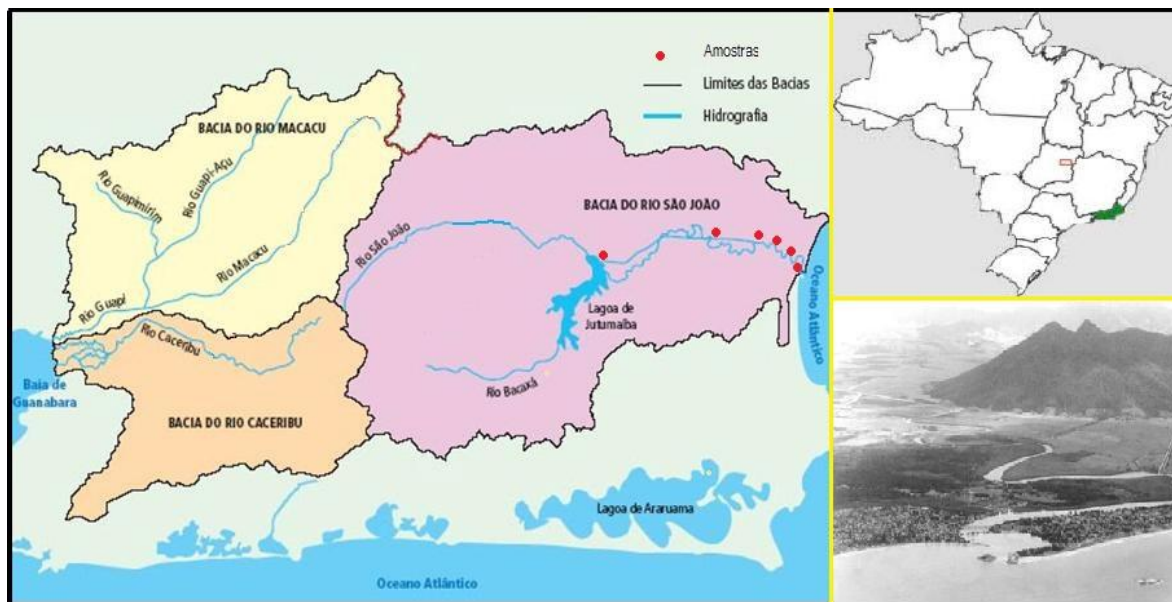 Amostras
Limites das Bacias
Hidrografia
BACIA DO RIO MACACU
Rio Guapi-Açu
Rio Guapimirim
Rio Macacu
Rio Guapí
Rio Caceribu
Baia de
Guanabara
BACIA DO RIO CACERIBU
BACIA DO RIO SÃO JOÃO
Rio São João
Lagoa de
Jutumaíba
Rio Bacaxá
Oceano Atlântico
Lagoa de Araruama
Oceano Atlântico